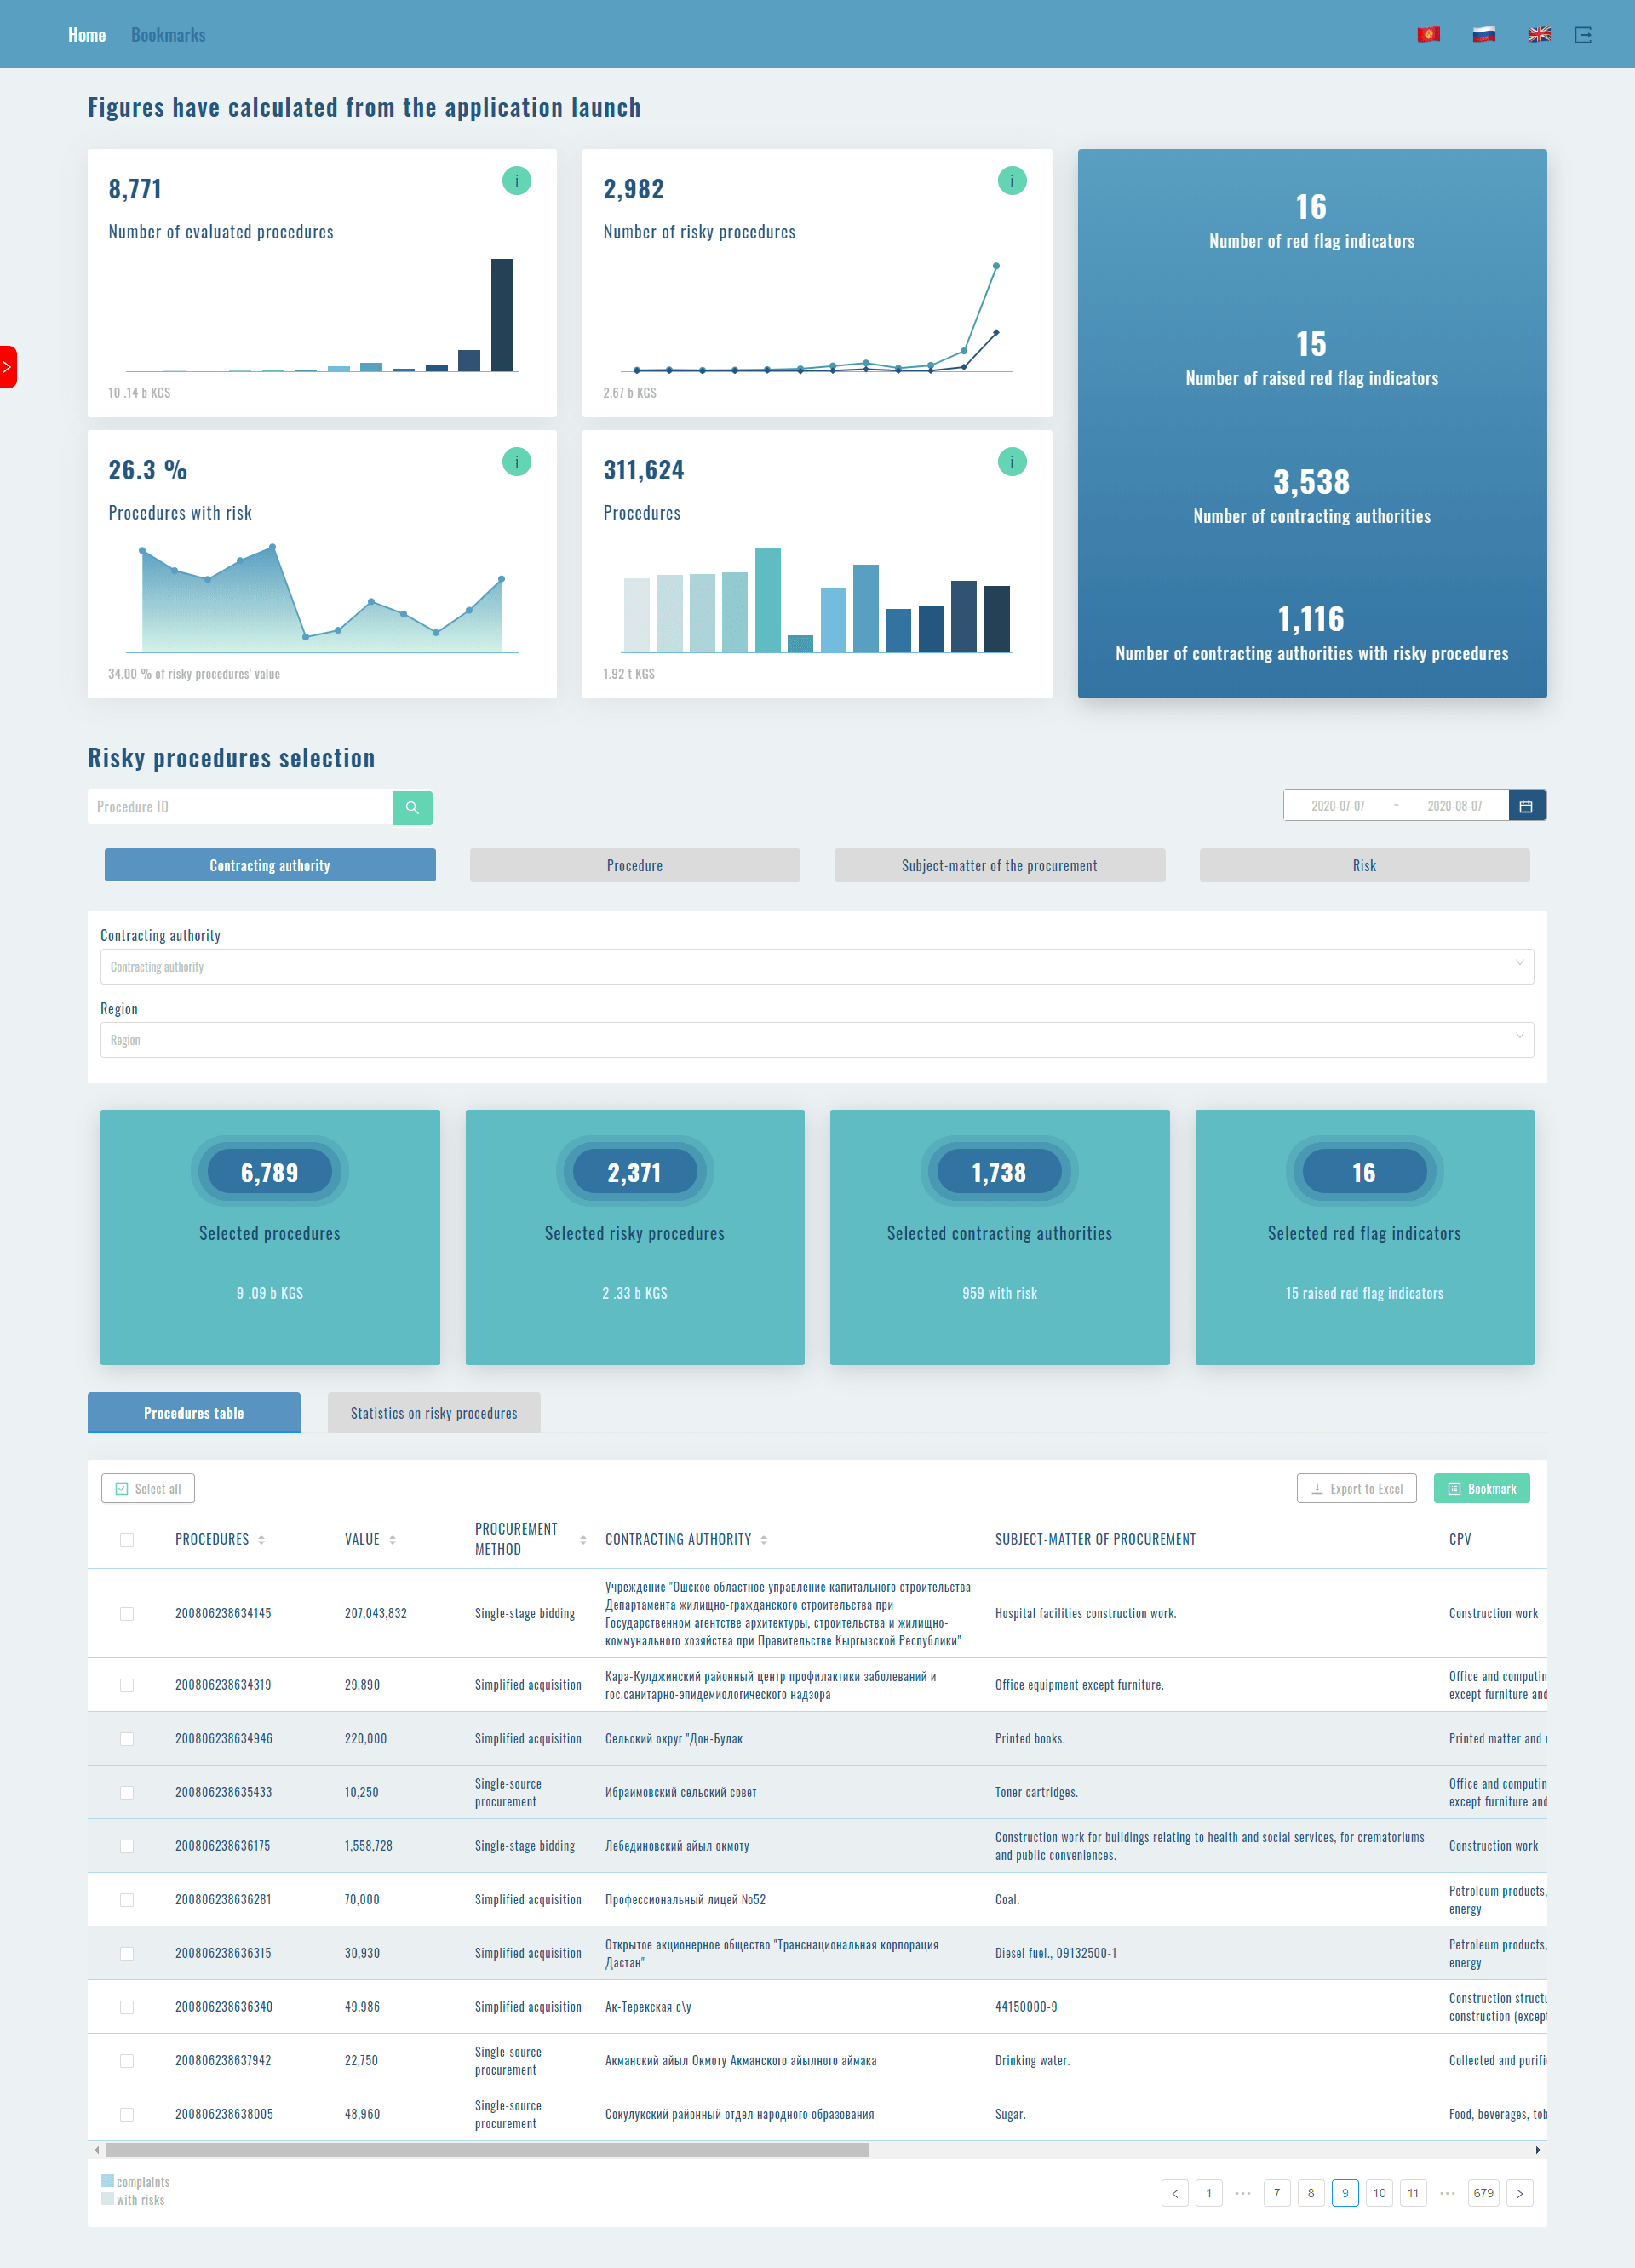 Home Bookmarks
Figures have calculated from the application launch
8,771
Number of evaluated procedures
10 .14 b KGS
2,982
Number of risky procedures
2.67 b KGS
16
Number of red flag indicators
15
Number of raised red flag indicators
3,538
Number of contracting authorities
1,116
Number of contracting authorities with risky procedures
26.3 %
Procedures with risk
34.00 % of risky procedures' value
311,624
Procedures
1.92 t KGS
Risky procedures selection
Procedure ID
2020-07-07 ~ 2020-08-07
Contracting authority Procedure Subject-matter of the procurement Risk
Contracting authority
Contracting authority
Region
Region
6,789 2,371 1,738 16
Selected procedures Selected risky procedures Selected contracting authorities Selected red flag indicators
9 .09 b KGS 2 .33 b KGS 959 with risk 15 raised red flag indicators
Procedures table Statistics on risky procedures
Select all Export to Excel Bookmark
PROCEDURES VALUE PROCUREMENT METHOD CONTRACTING AUTHORITY SUBJECT-MATTER OF PROCUREMENT CPV
200806238634145 207,043,832 Single-stage bidding
Учреждение "Ошское областное управление капитального строительства
Департамента жилищно-гражданского строительства при
Государственном агентстве архитектуры, строительства и жилищно-
коммунального хозяйства при Правительстве Кыргызской Республики"
Hospital facilities construction work. Construction work
200806238634319 29,890 Simplified acquisition
Кара-Кулджинский районный центр профилактики заболеваний и
гос.санитарно-эпидемиологического надзора
Office equipment except furniture.
Office and computin
except furniture and
200806238634946 220,000 Simplified acquisition Сельский округ "Дон-Булак Printed books. Printed matter and
200806238635433 10,250
Single-source
procurement
Ибраимовский сельский совет Toner cartridges.
Office and computin
except furniture and
200806238636175 1,558,728 Single-stage bidding Лебединовский айыл окмоту
Construction work for buildings relating to health and social services, for crematoriums
and public conveniences.
Construction work
200806238636281 70,000 Simplified acquisition Профессиональный лицей №52 Coal.
Petroleum products,
energy
200806238636315 30,930 Simplified acquisition
Открытое акционерное общество "Транснациональная корпорация
Дастан"
Diesel fuel., 09132500-1
Petroleum products,
energy
200806238636340 49,986 Simplified acquisition Ак-Терекская с\у 44150000-9
Construction structu
construction (except
200806238637942 22,750
Single-source
procurement
Акманский айыл Окмоту Акманского айылного аймака Drinking water. Collected and purifi
200806238638005 48,960
Single-source
procurement
Сокулукский районный отдел народного образования Sugar. Food, beverages, tob
complaints
with risks
1 ••• 7 8 9 10 11 ••• 679